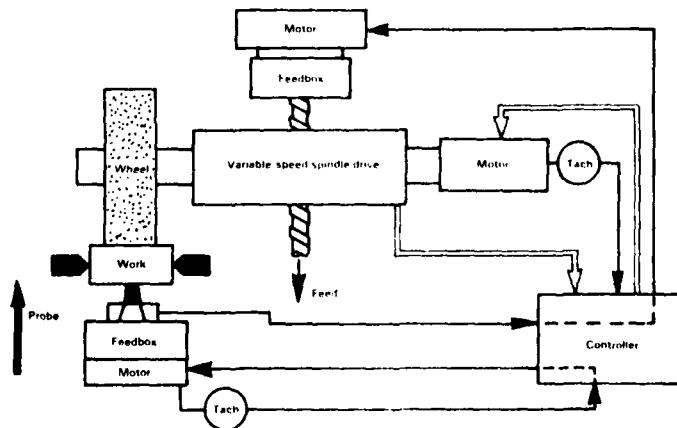 Motor
Feedbox
Wheel
Variable speed spindle drive
Motor
Tach
Work
Feed
Probe
Feedbox
Controller
Motor
Tach